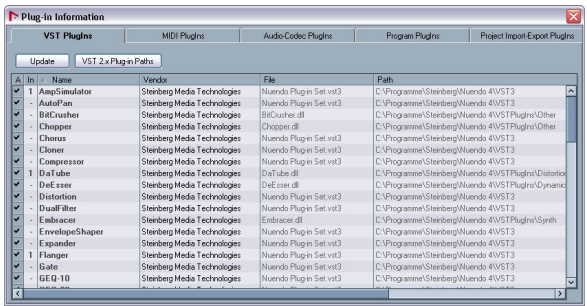 Plug-in Information
VST PlugIns MIDI PlugIns Audio-Codec PlugIns Program PlugIns Project Import-Export PlugIns
Update VST 2.x Plug-in Paths
A In Name Vendor File Path
1 AmpSimulator Steinberg Media Technologies Nuendo Plug-in Set.vst3 C:\Programme\Steinberg\Nuendo 4\VST3
- AutoPan Steinberg Media Technologies Nuendo Plug-in Set.vst3 C:\Programme\Steinberg\Nuendo 4\VST3
- BitCrusher Steinberg Media Technologies BitCrusher.dll C:\Programme\Steinberg\Nuendo 4\VSTPlugIns\Other
- Chopper Steinberg Media Technologies Chopper.dll C:\Programme\Steinberg\Nuendo 4\VSTPlugIns\Other
- Chorus Steinberg Media Technologies Nuendo Plug-in Set.vst3 C:\Programme\Steinberg\Nuendo 4\VST3
- Cloner Steinberg Media Technologies Nuendo Plug-in Set.vst3 C:\Programme\Steinberg\Nuendo 4\VST3
- Compressor Steinberg Media Technologies Nuendo Plug-in Set.vst3 C:\Programme\Steinberg\Nuendo 4\VST3
1 DaTube Steinberg Media Technologies DaTube.dll C:\Programme\Steinberg\Nuendo 4\VSTPlugIns\Distortion
- DeEsser Steinberg Media Technologies DeEsser.dll C:\Programme\Steinberg\Nuendo 4\VSTPlugIns\Dynamic
- Distortion Steinberg Media Technologies Nuendo Plug-in Set.vst3 C:\Programme\Steinberg\Nuendo 4\VST3
- DualFilter Steinberg Media Technologies Nuendo Plug-in Set.vst3 C:\Programme\Steinberg\Nuendo 4\VST3
- Embracer Steinberg Media Technologies Embracer.dll C:\Programme\Steinberg\Nuendo 4\VSTPlugIns\Synth
- EnvelopeShaper Steinberg Media Technologies Nuendo Plug-in Set.vst3 C:\Programme\Steinberg\Nuendo 4\VST3
- Expander Steinberg Media Technologies Nuendo Plug-in Set.vst3 C:\Programme\Steinberg\Nuendo 4\VST3
1 Flanger Steinberg Media Technologies Nuendo Plug-in Set.vst3 C:\Programme\Steinberg\Nuendo 4\VST3
- Gate Steinberg Media Technologies Nuendo Plug-in Set.vst3 C:\Programme\Steinberg\Nuendo 4\VST3
- GEQ-10 Steinberg Media Technologies Nuendo Plug-in Set.vst3 C:\Programme\Steinberg\Nuendo 4\VST3